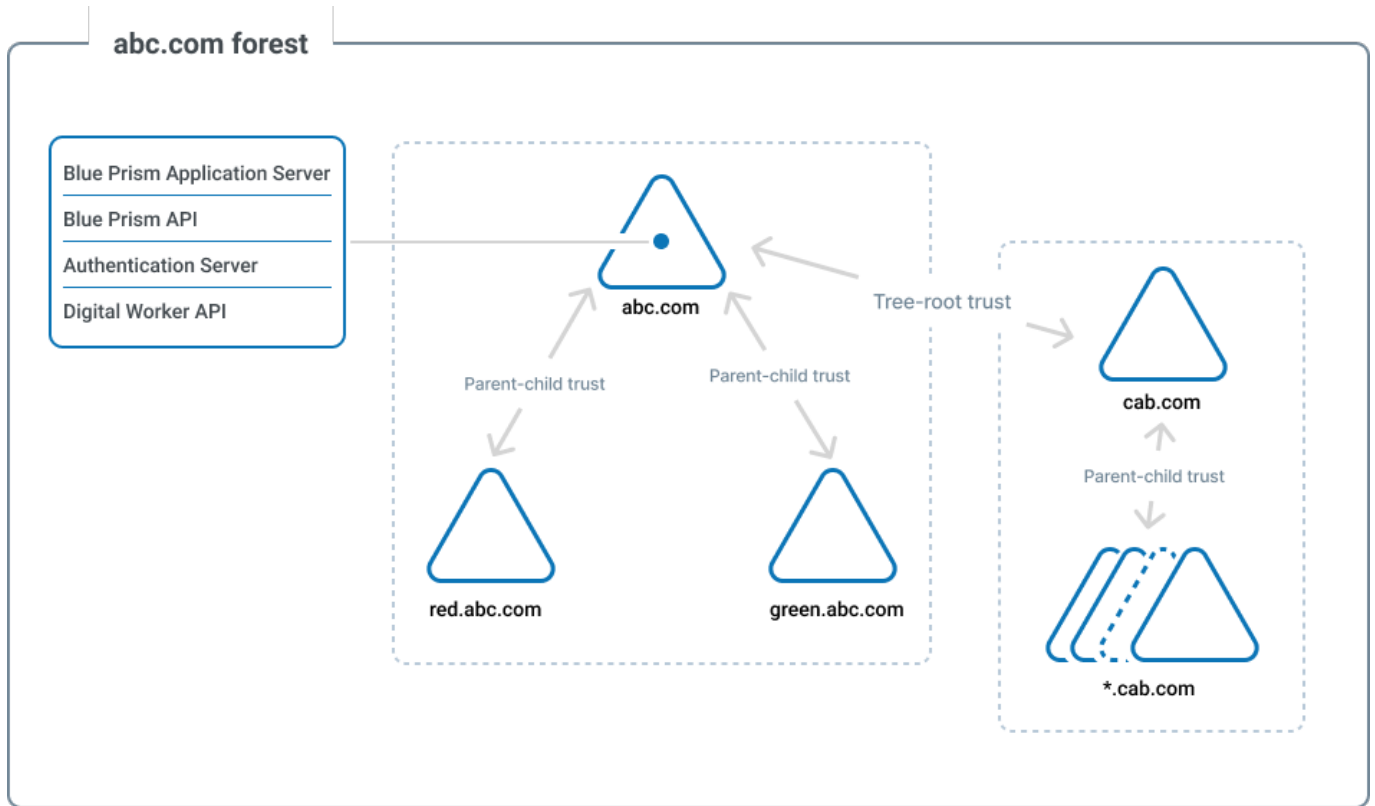 abc.com forest
Blue Prism Application Server
Blue Prism API
Authentication Server
Digital Worker API
abc.com
Tree-root trust
Parent-child trust
Parent-child trust
cab.com
Parent-child trust
red.abc.com
green.abc.com
*.cab.com